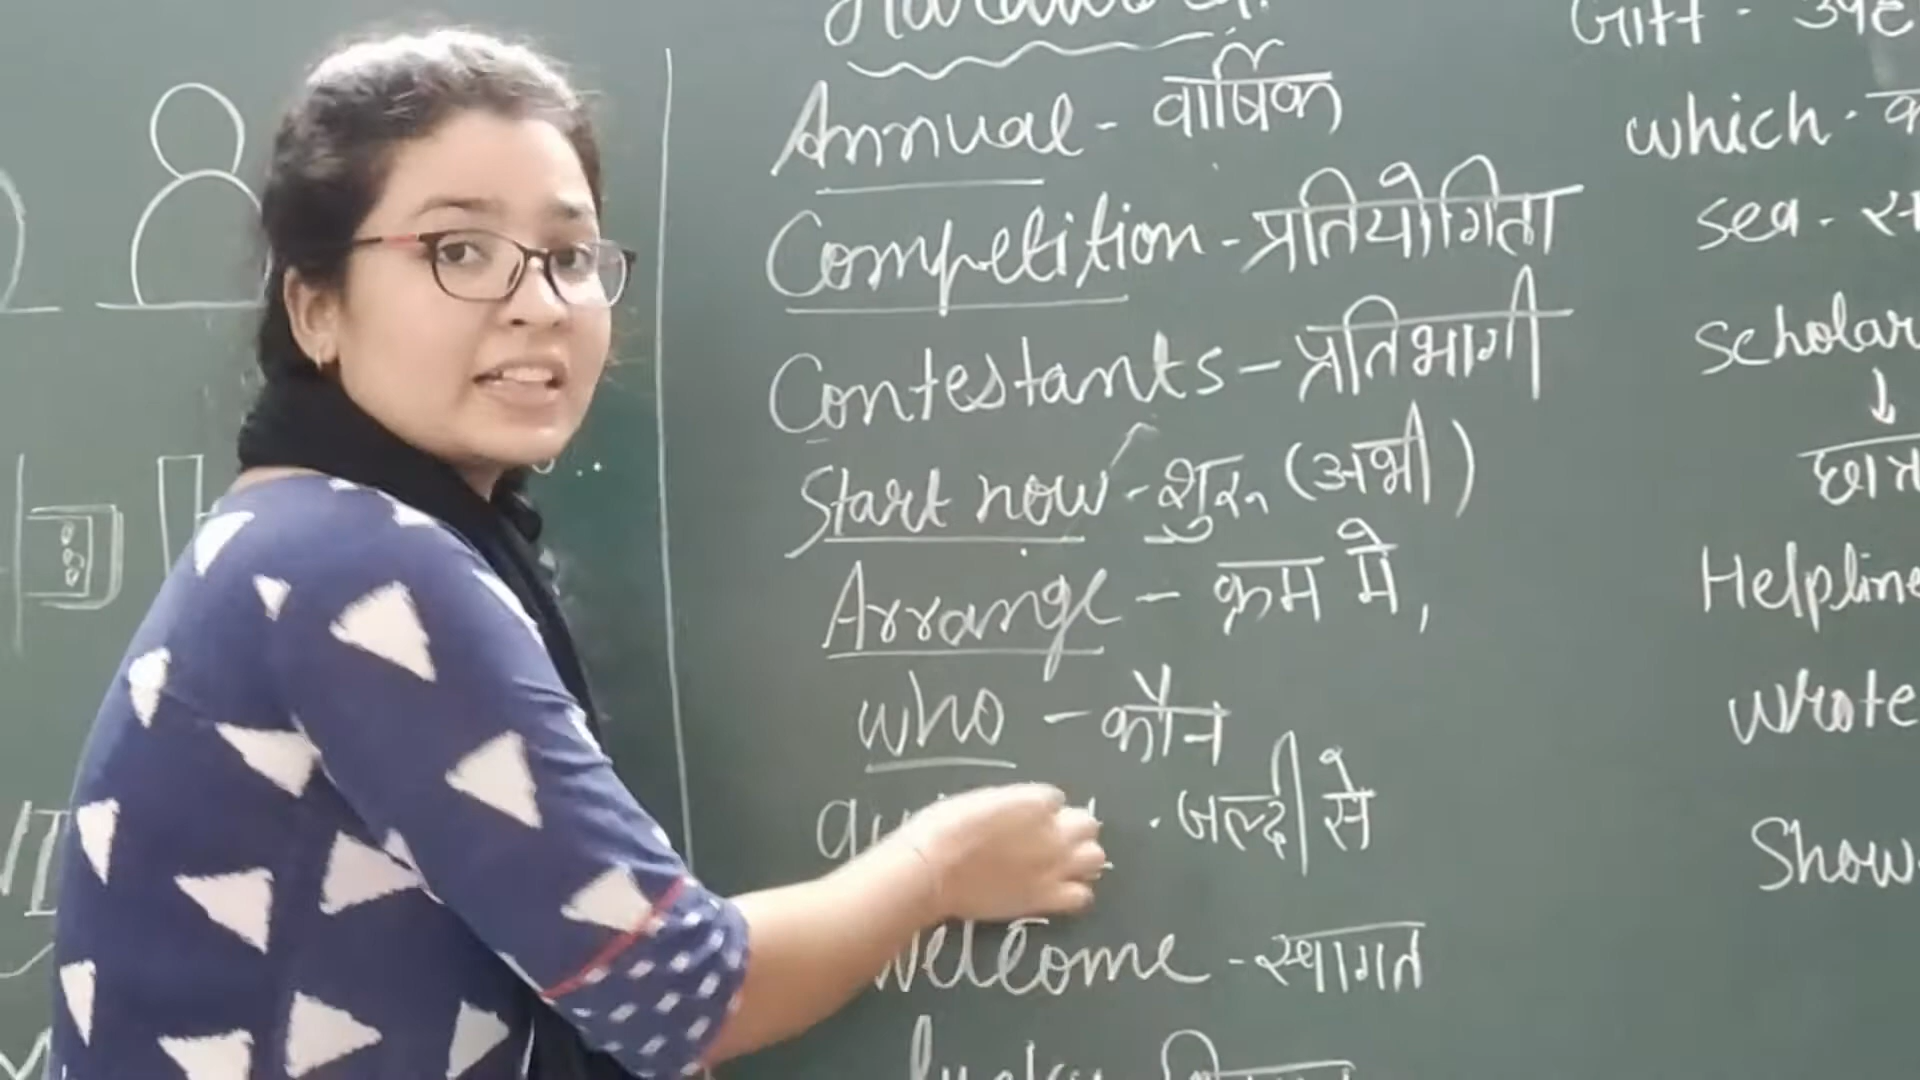 Annual - वार्षिक
Competition - प्रतियोगिता
Contestants - प्रतिभागी
Start now - शुरू (अभी)
Arrange - क्रम में,
who - कौन
जल्दी से
welcome - स्वागत
lucky
Gift -
which -
sea -
scholar
↓
छात्र
Helpline
wrote
Show